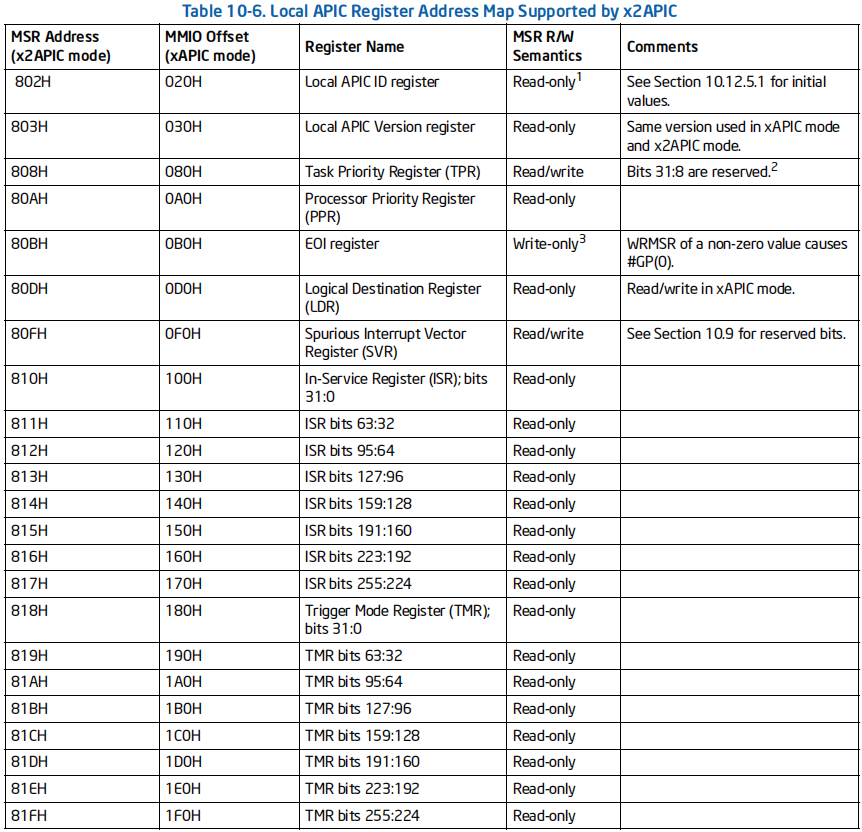 Table 10-6. Local APIC Register Address Map Supported by x2APIC
MSR Address (x2APIC mode) MMIO Offset (xAPIC mode) Register Name MSR R/W Semantics Comments
802H 020H Local APIC ID register Read-only1 See Section 10.12.5.1 for initial values.
803H 030H Local APIC Version register Read-only Same version used in xAPIC mode and x2APIC mode.
808H 080H Task Priority Register (TPR) Read/write Bits 31:8 are reserved.2
80AH 0A0H Processor Priority Register (PPR) Read-only
80BH 0B0H EOI register Write-only3 WRMSR of a non-zero value causes #GP(0).
80DH 0D0H Logical Destination Register (LDR) Read-only Read/write in xAPIC mode.
80FH 0F0H Spurious Interrupt Vector Register (SVR) Read/write See Section 10.9 for reserved bits.
810H 100H In-Service Register (ISR); bits 31:0 Read-only
811H 110H ISR bits 63:32 Read-only
812H 120H ISR bits 95:64 Read-only
813H 130H ISR bits 127:96 Read-only
814H 140H ISR bits 159:128 Read-only
815H 150H ISR bits 191:160 Read-only
816H 160H ISR bits 223:192 Read-only
817H 170H ISR bits 255:224 Read-only
818H 180H Trigger Mode Register (TMR); bits 31:0 Read-only
819H 190H TMR bits 63:32 Read-only
81AH 1A0H TMR bits 95:64 Read-only
81BH 1B0H TMR bits 127:96 Read-only
81CH 1C0H TMR bits 159:128 Read-only
81DH 1D0H TMR bits 191:160 Read-only
81EH 1E0H TMR bits 223:192 Read-only
81FH 1F0H TMR bits 255:224 Read-only